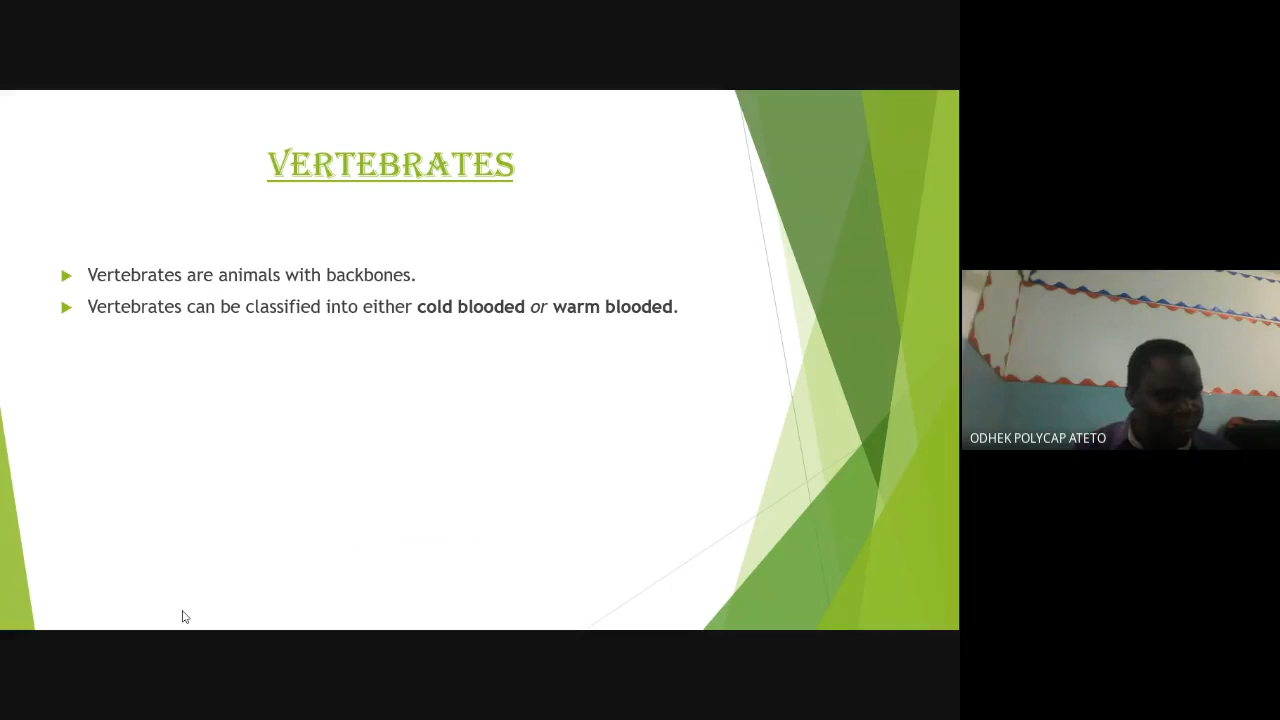 VERTEBRATES
Vertebrates are animals with backbones.
Vertebrates can be classified into either cold blooded or warm blooded.
ODHEK POLYCAP ATETO